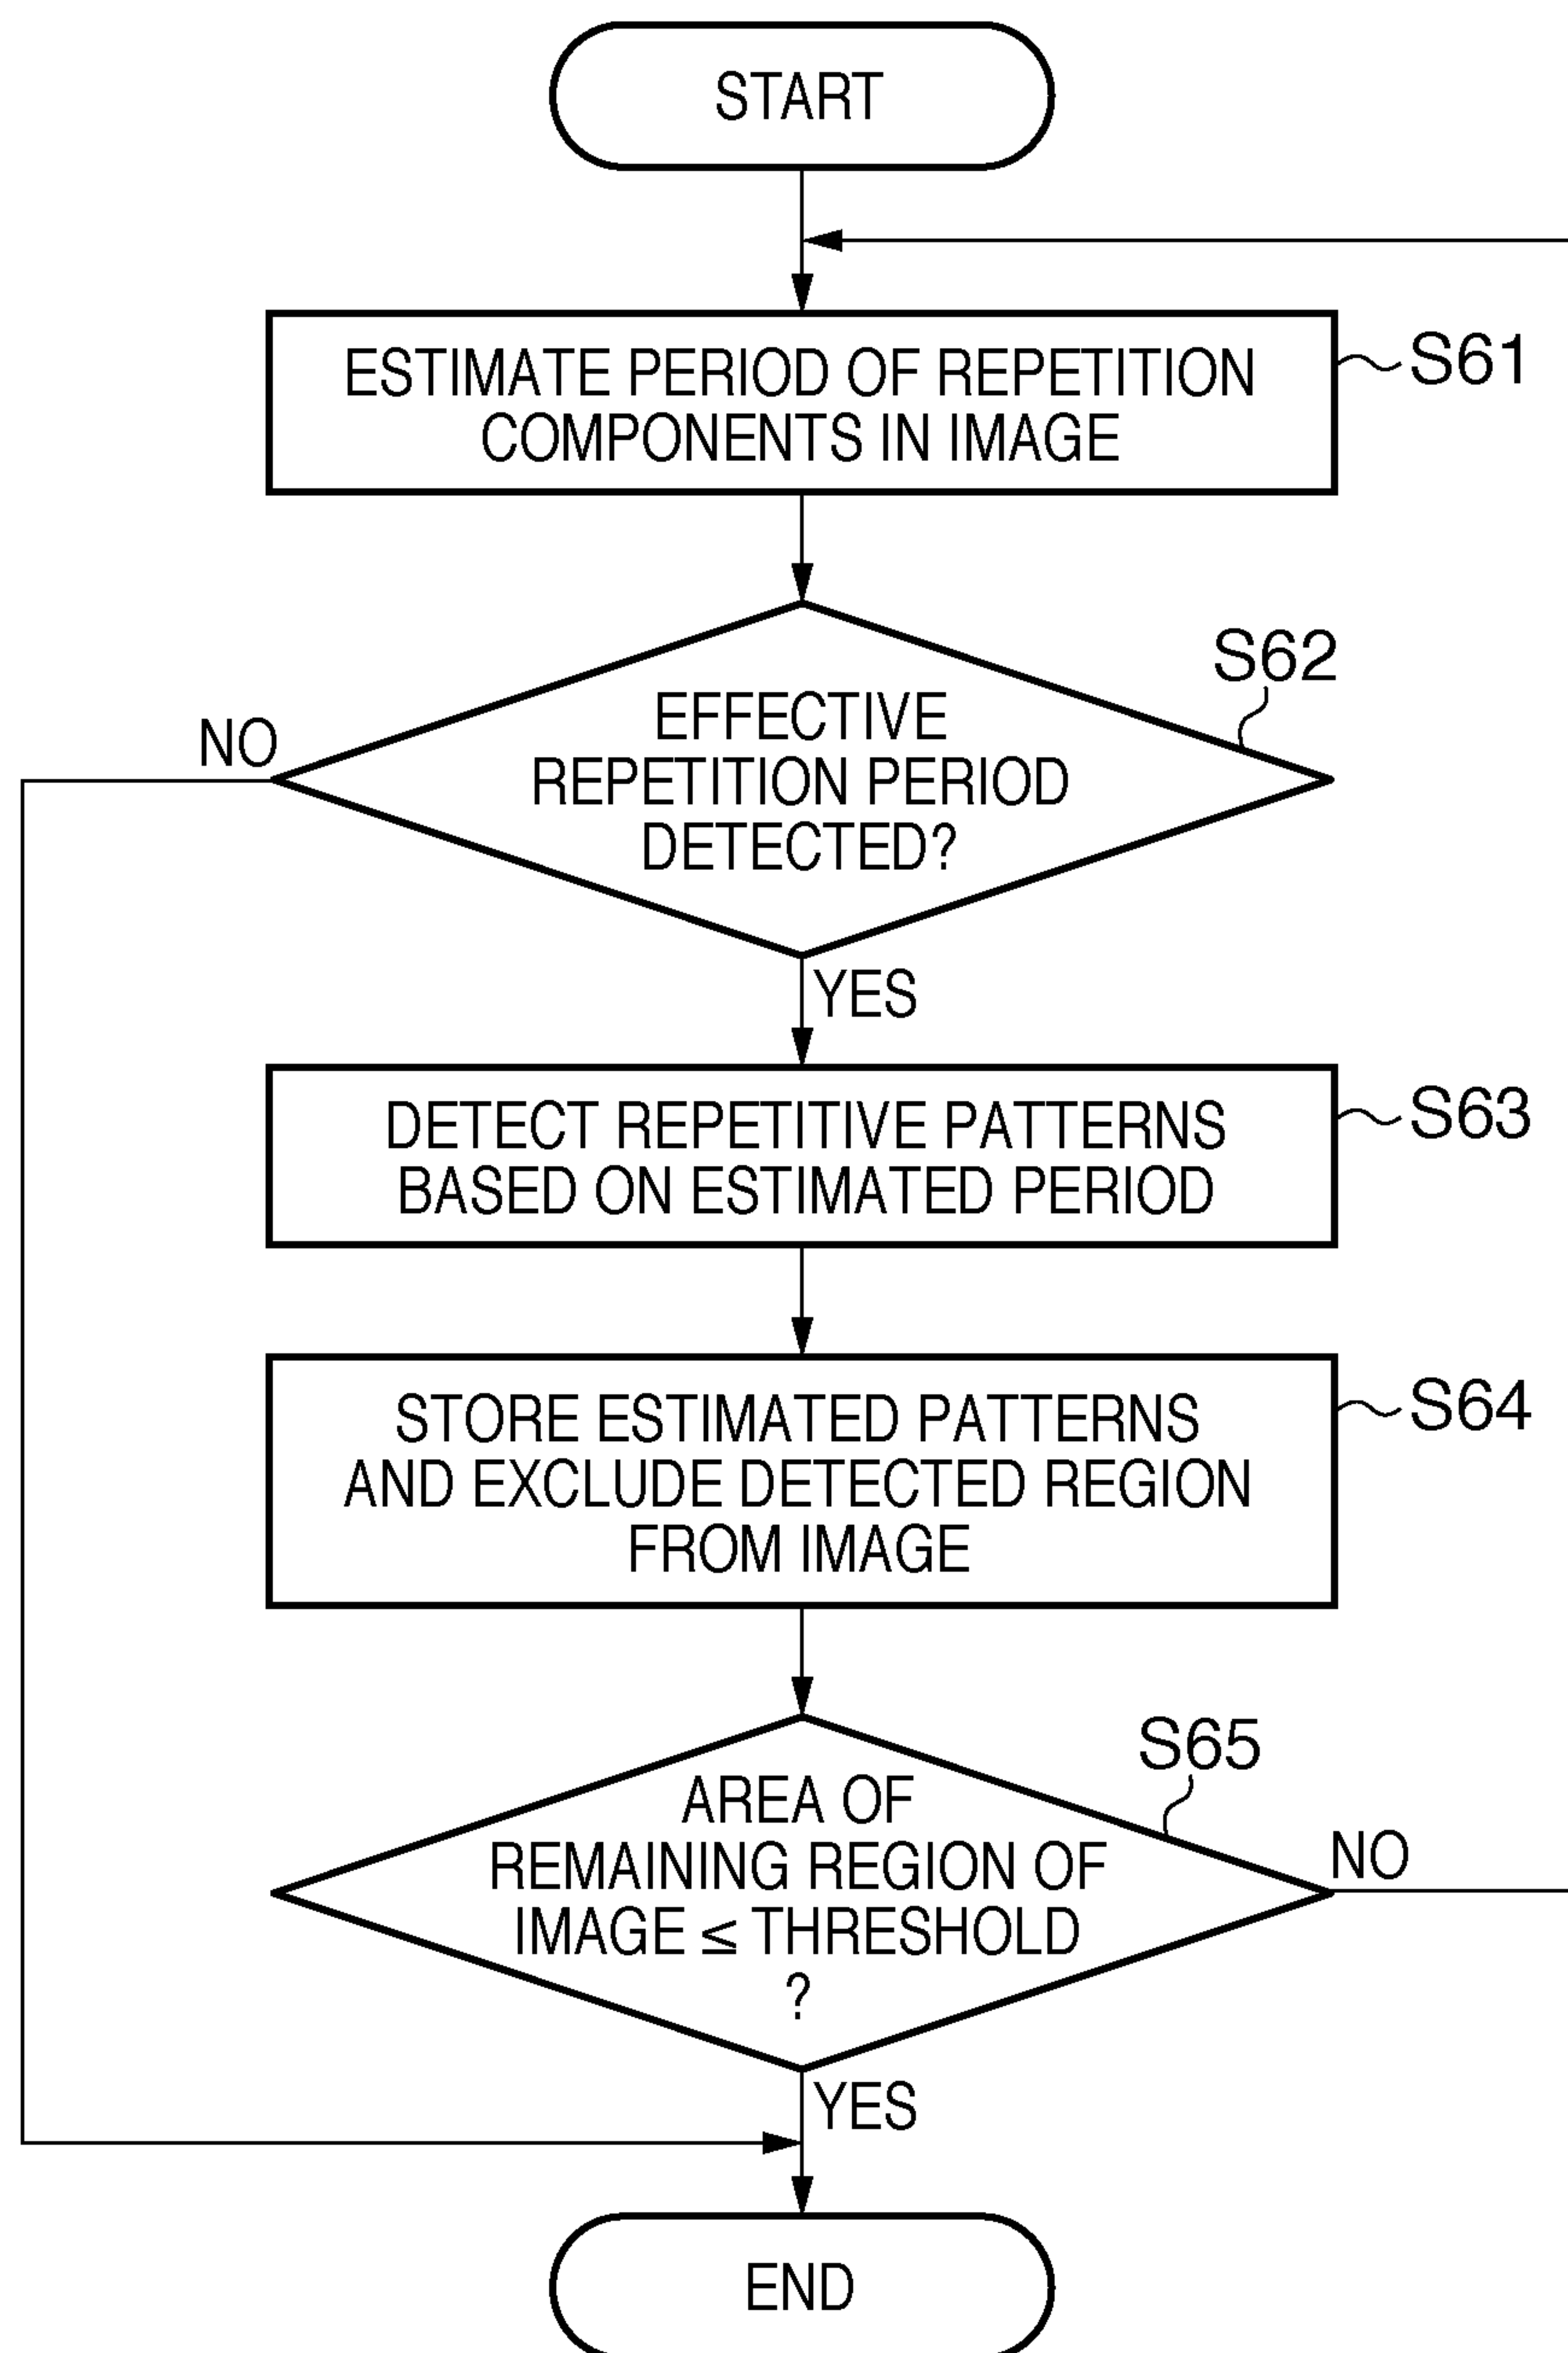 START
ESTIMATE PERIOD OF REPETITION
COMPONENTS IN IMAGE
S61
S62
EFFECTIVE
REPETITION PERIOD
DETECTED?
NO
YES
DETECT REPETITIVE PATTERNS
BASED ON ESTIMATED PERIOD
S63
STORE ESTIMATED PATTERNS
AND EXCLUDE DETECTED REGION
FROM IMAGE
S64
S65
AREA OF
REMAINING REGION OF
IMAGE ≤ THRESHOLD
?
NO
YES
END